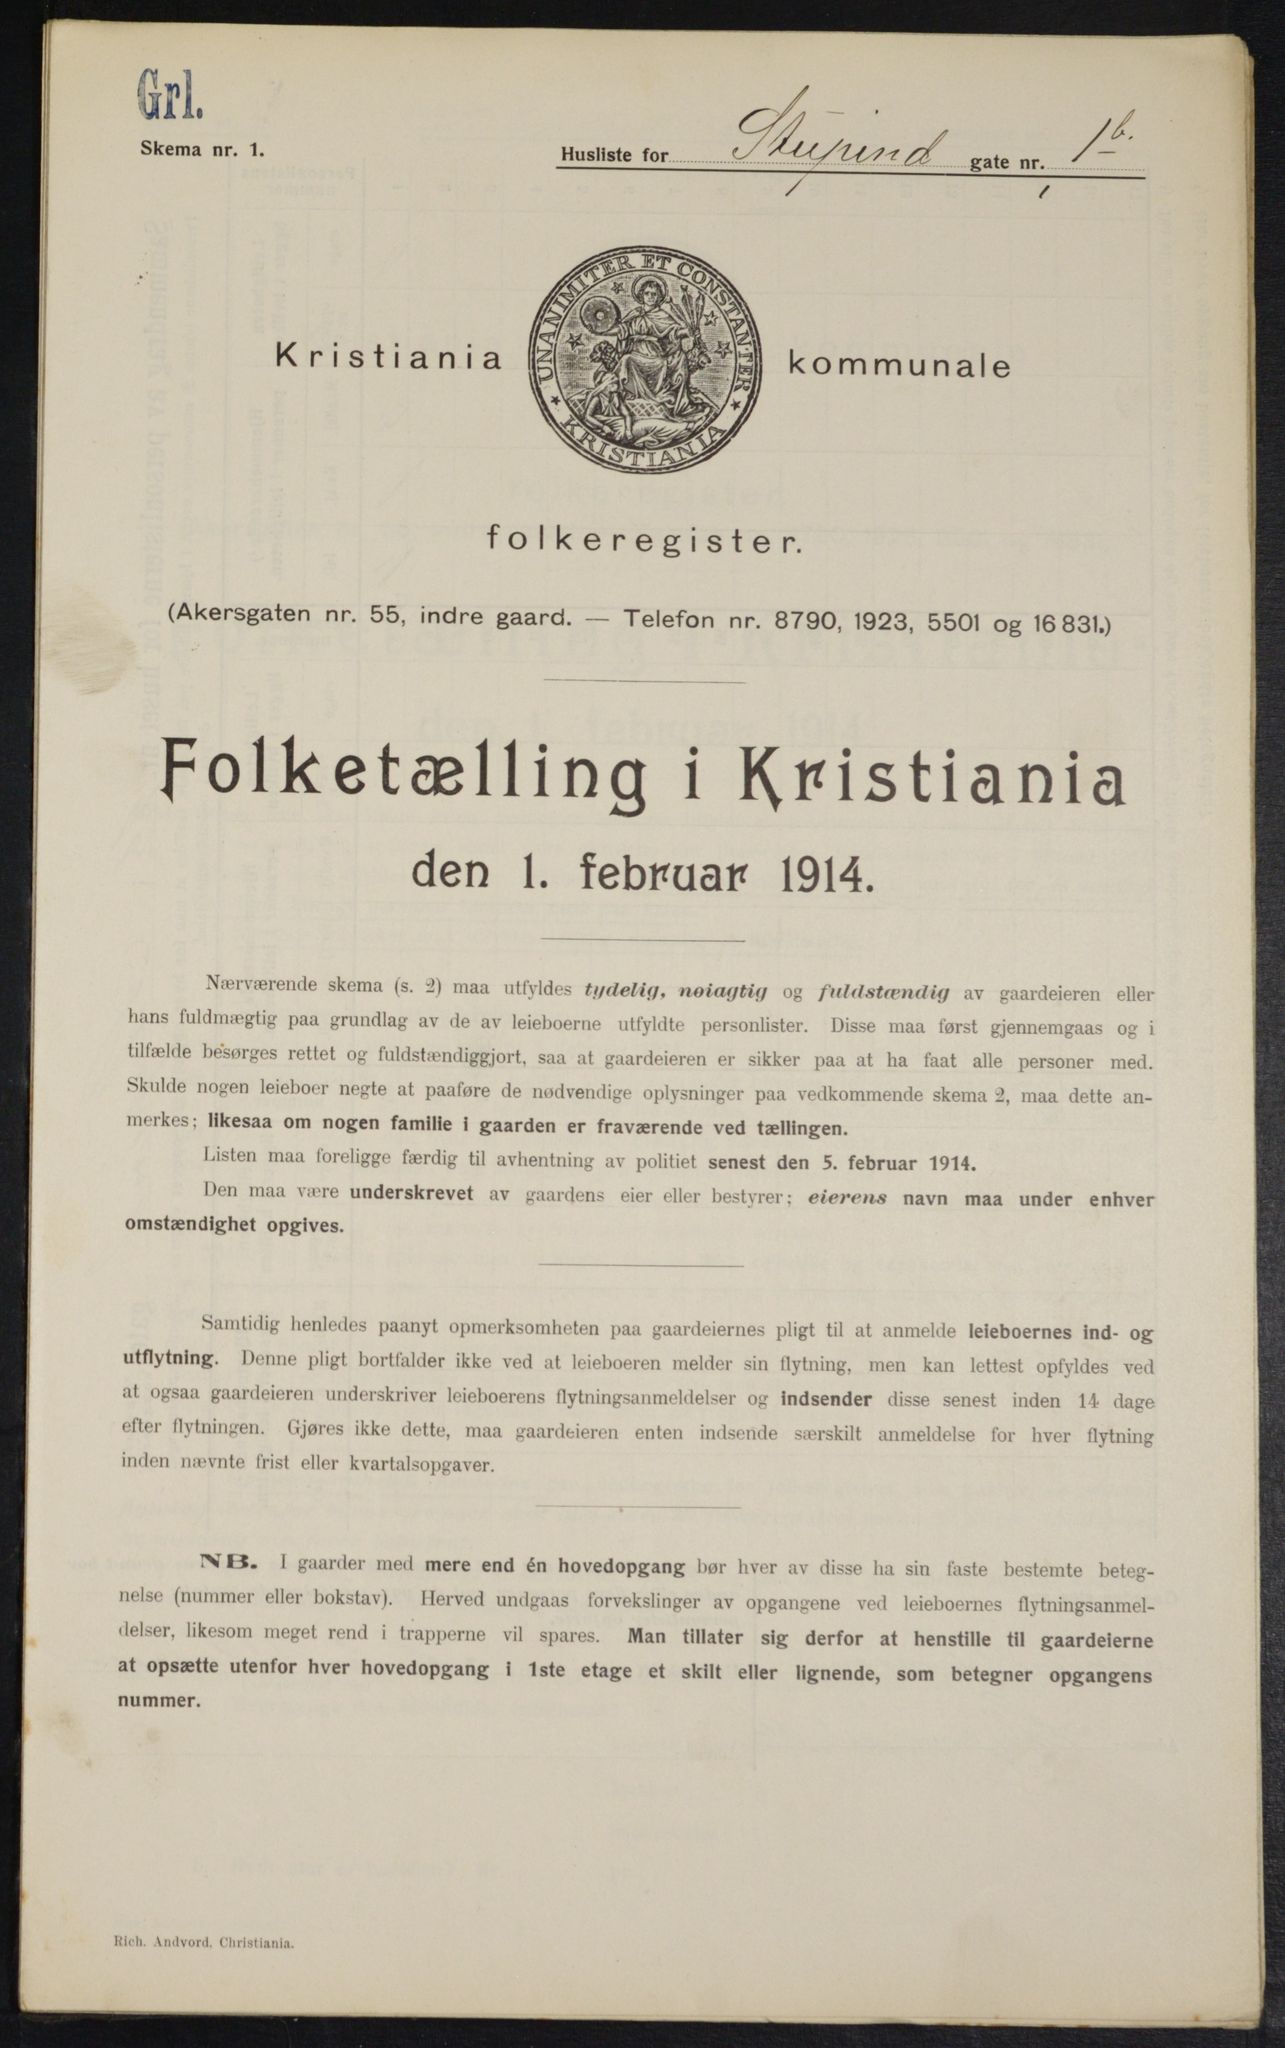 Grl.
Skema nr. 1.
Husliste for Stupind gate nr. 1 b.
UNANIMITER ET CONSTANTER
KRISTIANIA
Kristiania kommunale
folkeregister.
(Akersgaten nr. 55, indre gaard. — Telefon nr. 8790, 1923, 5501 og 16 831.)
Folketælling i Kristiania
den 1. februar 1914.
Nærværende skema (s. 2) maa utfyldes tydelig, nøiagtig og fuldstændig av gaardeieren eller
hans fuldmægtig paa grundlag av de av leieboerne utfyldte personlister. Disse maa først gjennemgaas og i
tilfælde besørges rettet og fuldstændiggjort, saa at gaardeieren er sikker paa at ha faat alle personer med.
Skulde nogen leieboer negte at paaføre de nødvendige oplysninger paa vedkommende skema 2, maa dette an-
merkes; likesaa om nogen familie i gaarden er fraværende ved tællingen.
Listen maa foreligge færdig til avhentning av politiet senest den 5. februar 1914.
Den maa være underskrevet av gaardens eier eller bestyrer; eierens navn maa under enhver
omstændighet opgives.
Samtidig henledes paanyt opmerksomheten paa gaardeiernes pligt til at anmelde leieboernes ind- og
utflytning. Denne pligt bortfalder ikke ved at leieboeren melder sin flytning, men kan lettest opfyldes ved
at ogsaa gaardeieren underskriver leieboerens flytningsanmeldelser og indsender disse senest inden 14 dage
efter flytningen. Gjøres ikke dette, maa gaardeieren enten indsende særskilt anmeldelse for hver flytning
inden nævnte frist eller kvartalsopgaver.
NB. I gaarder med mere end én hovedopgang bør hver av disse ha sin faste bestemte beteg-
nelse (nummer eller bokstav). Herved undgaas forvekslinger av opgangene ved leieboernes flytningsanmel-
delser, likesom meget rend i trapperne vil spares. Man tillater sig derfor at henstille til gaardeierne
at opsætte utenfor hver hovedopgang i 1ste etage et skilt eller lignende, som betegner opgangens
nummer.
Rich. Andvord, Christiania.